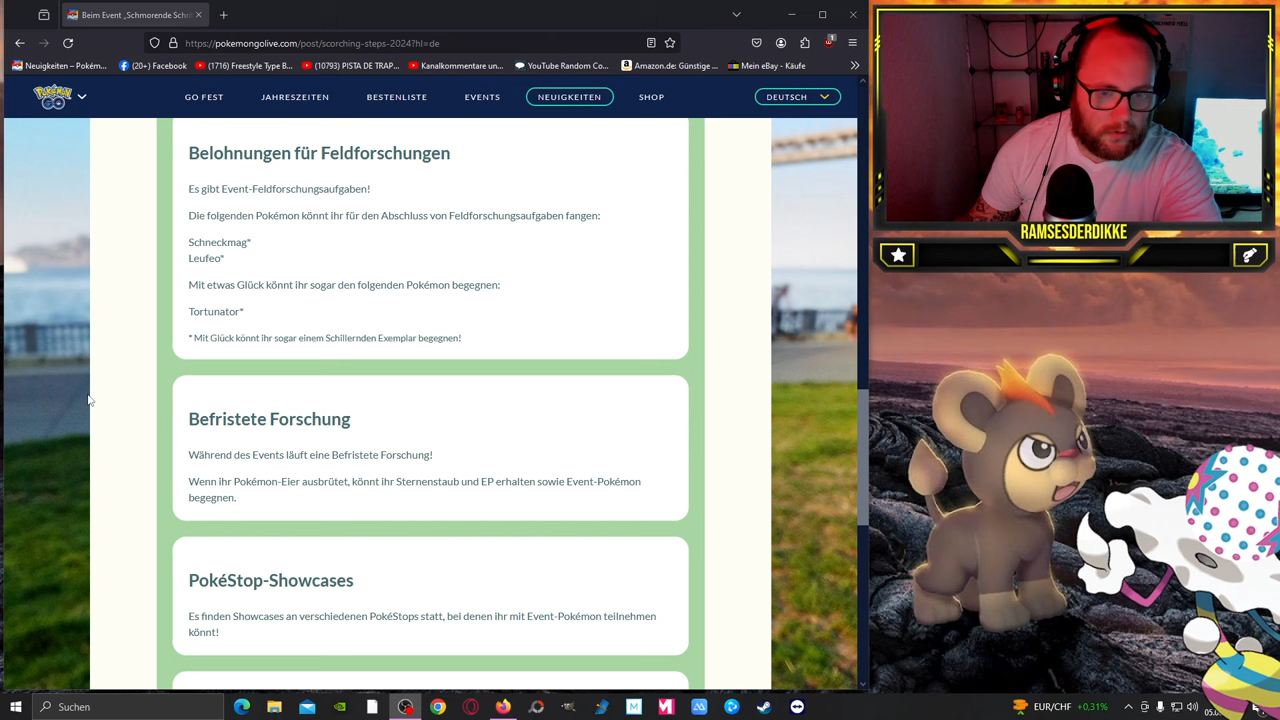 Beim Event „Schmorende Schri
https://pokemongolive.com/post/scorching-steps-2024?hl=de
Neuigkeiten – Pokém...
(20+) Facebook
(1716) Freestyle Type B...
(10793) PISTA DE TRAP...
Kanalkommentare un...
YouTube Random Co...
Amazon.de: Günstige ...
Mein eBay - Käufe
POKÉMON GO
GO FEST
JAHRESZEITEN
BESTENLISTE
EVENTS
NEUIGKEITEN
SHOP
DEUTSCH
Belohnungen für Feldforschungen
Es gibt Event-Feldforschungsaufgaben!
Die folgenden Pokémon könnt ihr für den Abschluss von Feldforschungsaufgaben fangen:
Schneckmag*
Leufeo*
Mit etwas Glück könnt ihr sogar den folgenden Pokémon begegnen:
Tortunator*
* Mit Glück könnt ihr sogar einem Schillernden Exemplar begegnen!
Befristete Forschung
Während des Events läuft eine Befristete Forschung!
Wenn ihr Pokémon-Eier ausbrütet, könnt ihr Sternenstaub und EP erhalten sowie Event-Pokémon
begegnen.
PokéStop-Showcases
Es finden Showcases an verschiedenen PokéStops statt, bei denen ihr mit Event-Pokémon teilnehmen
könnt!
RAMSESDERDIKKE
Suchen
EUR/CHF +0,31%